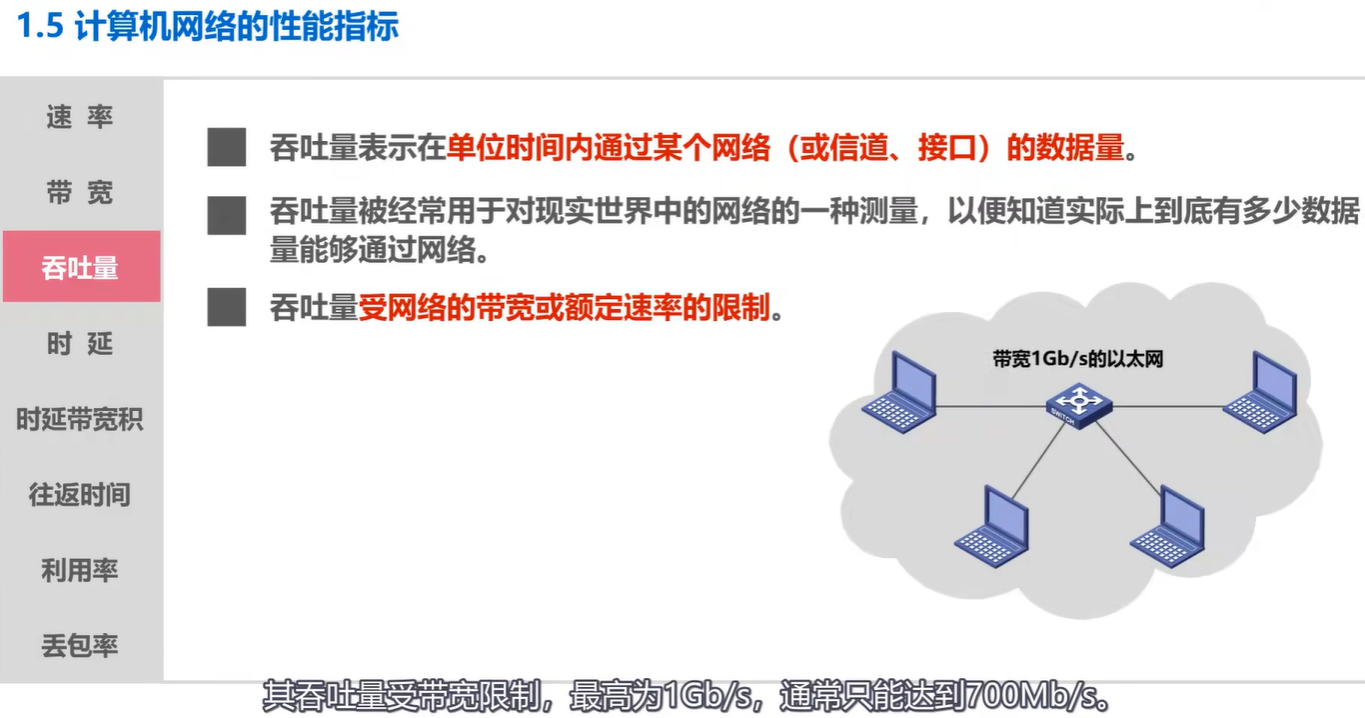 1.5 计算机网络的性能指标
速 率
带 宽
吞吐量
时 延
时延带宽积
往返时间
利用率
丢包率
吞吐量表示在单位时间内通过某个网络（或信道、接口）的数据量。
吞吐量被经常用于对现实世界中的网络的一种测量，以便知道实际上到底有多少数据
量能够通过网络。
吞吐量受网络的带宽或额定速率的限制。
带宽1Gb/s的以太网
SWITCH
其吞吐量受带宽限制，最高为1Gb/s，通常只能达到700Mb/s。